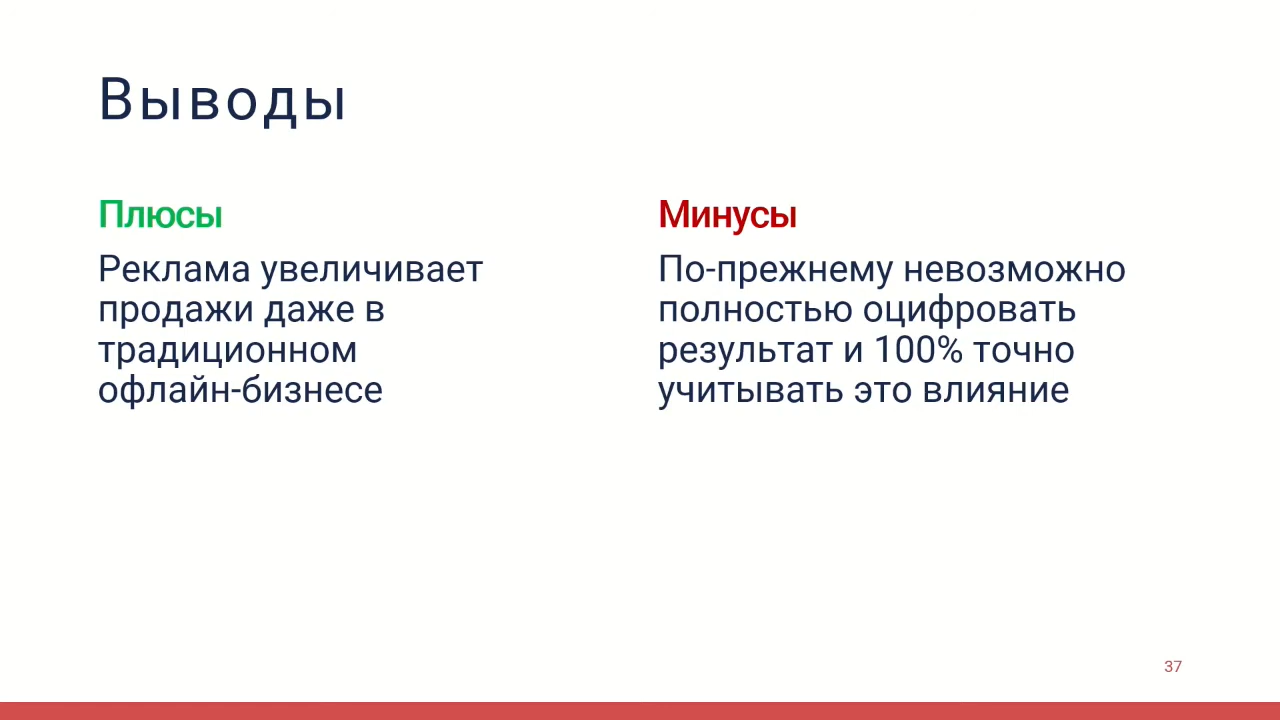 Выводы
Плюсы
Реклама увеличивает
продажи даже в
традиционном
офлайн-бизнесе
Минусы
По-прежнему невозможно
полностью оцифровать
результат и 100% точно
учитывать это влияние
37